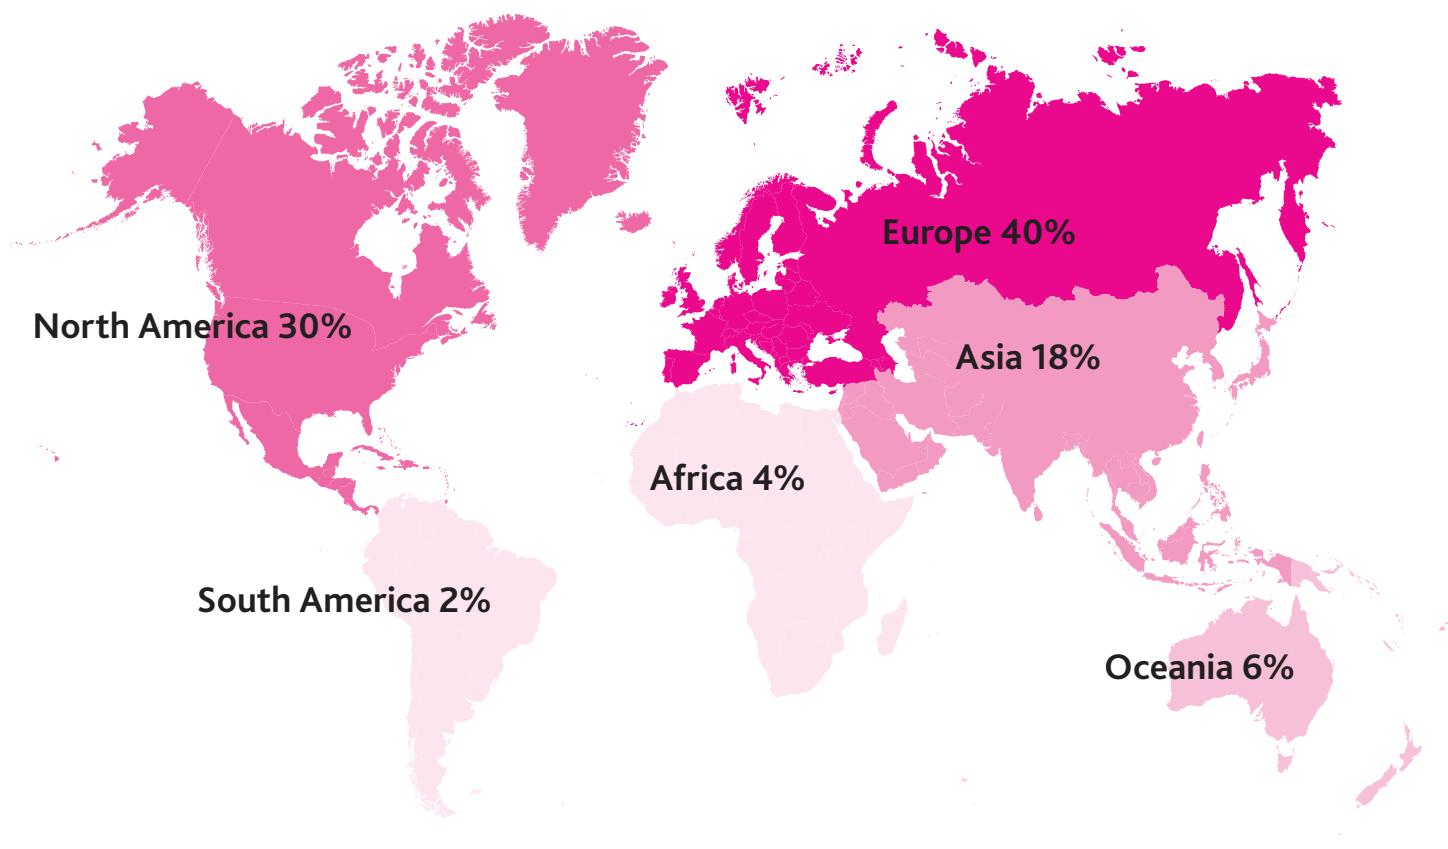 Europe 40%
North America 30%
Asia 18%
Africa 4%
South America 2%
Oceania 6%